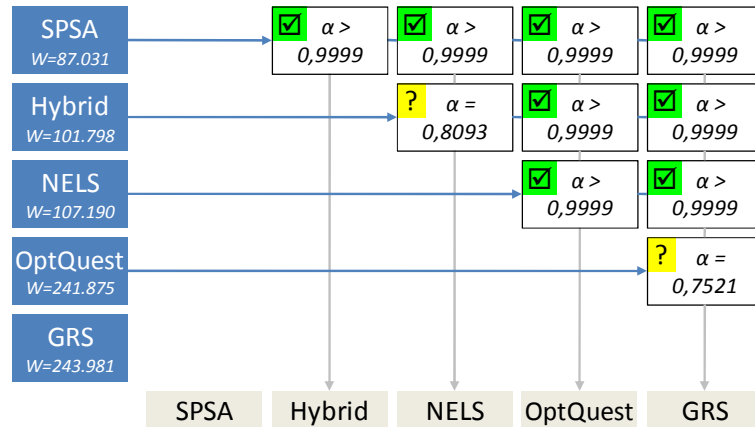 SPSA
W=87.031
☑ α > 0,9999
☑ α > 0,9999
☑ α > 0,9999
☑ α > 0,9999
Hybrid
W=101.798
? α = 0,8093
☑ α > 0,9999
☑ α > 0,9999
NELS
W=107.190
☑ α > 0,9999
☑ α > 0,9999
OptQuest
W=241.875
? α = 0,7521
GRS
W=243.981
SPSA Hybrid NELS OptQuest GRS